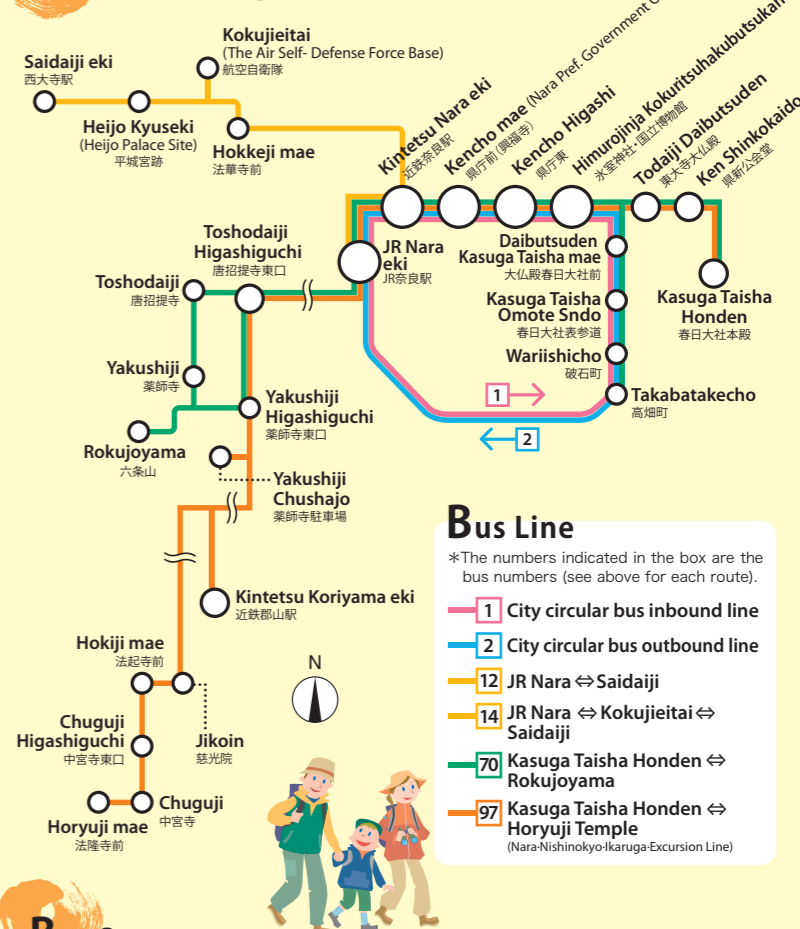 Kokujieitai
(The Air Self- Defense Force Base)
航空自衛隊
Saidaiji eki
西大寺駅
Heijo Kyuseki
(Heijo Palace Site)
平城宮跡
Hokkeji mae
法華寺前
Kintetsu Nara eki
近鉄奈良駅
Kencho mae (Nara Pref. Government
県庁前(興福寺)
Kencho Higashi
県庁東
Himurojinja Kokuritsuhakubutsukan
氷室神社・国立博物館
Todaiji Daibutsuden
東大寺大仏殿
Ken Shinkokaido
県新公会堂
JR Nara
eki
JR奈良駅
Daibutsuden
Kasuga Taisha mae
大仏殿春日大社前
Kasuga Taisha
Omote Sndo
春日大社表参道
Wariishicho
破石町
Takabatakecho
高畑町
Kasuga Taisha
Honden
春日大社本殿
1
2
Toshodaiji
Higashiguchi
唐招提寺東口
Toshodaiji
唐招提寺
Yakushiji
薬師寺
Rokujoyama
六条山
Yakushiji
Higashiguchi
薬師寺東口
Yakushiji
Chushajo
薬師寺駐車場
Kintetsu Koriyama eki
近鉄郡山駅
Hokiji mae
法起寺前
Jikoin
慈光院
Chuguji
Higashiguchi
中宮寺東口
Chuguji
中宮寺
Horyuji mae
法隆寺前
N
Bus Line
*The numbers indicated in the box are the
bus numbers (see above for each route).
1 City circular bus inbound line
2 City circular bus outbound line
12 JR Nara ⇔ Saidaiji
14 JR Nara ⇔ Kokujieitai ⇔
Saidaiji
70 Kasuga Taisha Honden ⇔
Rokujoyama
97 Kasuga Taisha Honden ⇔
Horyuji Temple
(Nara-Nishinokyo-Ikaruga-Excursion Line)